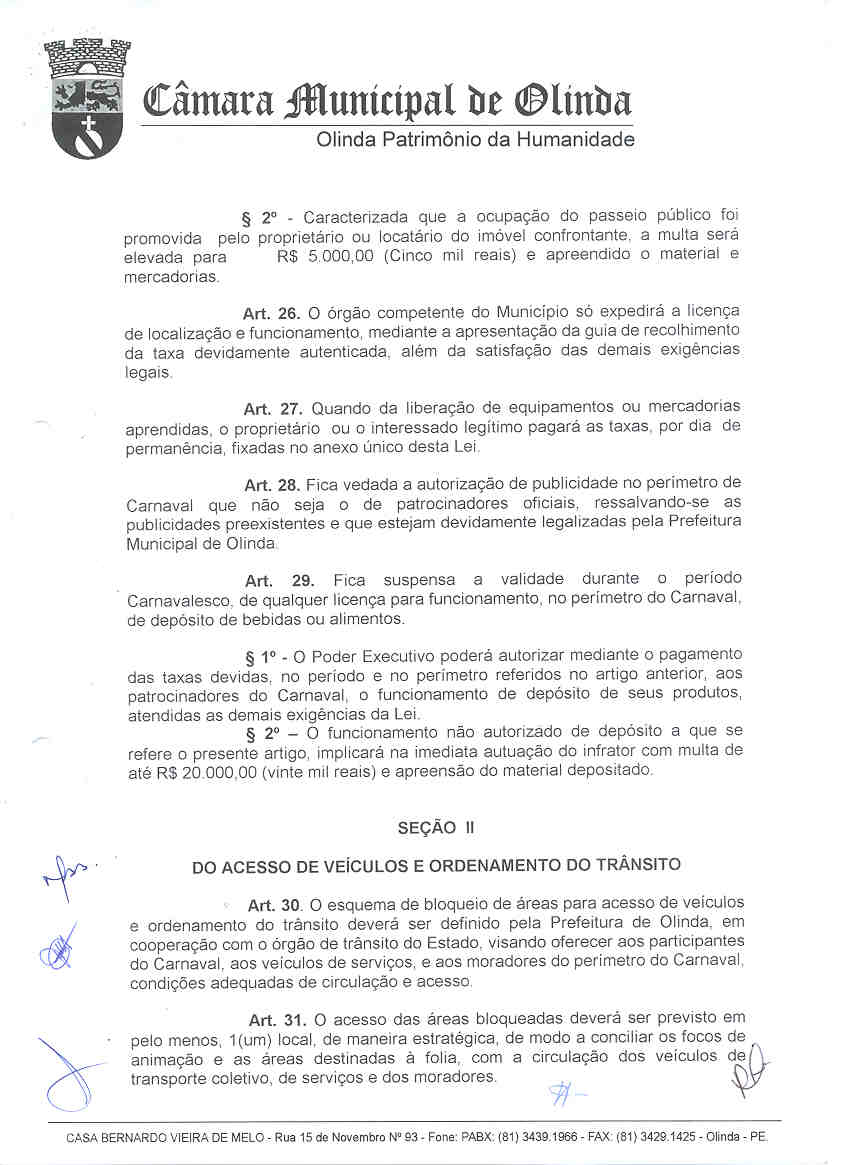 Câmara Municipal de Olinda
Olinda Patrimônio da Humanidade
§ 2º - Caracterizada que a ocupação do passeio público foi
promovida pelo proprietário ou locatário do imóvel confrontante, a multa será
elevada para R$ 5.000,00 (Cinco mil reais) e apreendido o material e
mercadorias.
Art. 26. O órgão competente do Município só expedirá a licença
de localização e funcionamento, mediante a apresentação da guia de recolhimento
da taxa devidamente autenticada, além da satisfação das demais exigências
legais.
Art. 27. Quando da liberação de equipamentos ou mercadorias
aprendidas, o proprietário ou o interessado legítimo pagará as taxas, por dia de
permanência, fixadas no anexo único desta Lei.
Art. 28. Fica vedada a autorização de publicidade no perímetro de
Carnaval que não seja o de patrocinadores oficiais, ressalvando-se as
publicidades preexistentes e que estejam devidamente legalizadas pela Prefeitura
Municipal de Olinda.
Art. 29. Fica suspensa a validade durante o período
Carnavalesco, de qualquer licença para funcionamento, no perímetro do Carnaval,
de depósito de bebidas ou alimentos.
§ 1º - O Poder Executivo poderá autorizar mediante o pagamento
das taxas devidas, no período e no perímetro referidos no artigo anterior, aos
patrocinadores do Carnaval, o funcionamento de depósito de seus produtos,
atendidas as demais exigências da Lei.
§ 2º – O funcionamento não autorizado de depósito a que se
refere o presente artigo, implicará na imediata autuação do infrator com multa de
até R$ 20.000,00 (vinte mil reais) e apreensão do material depositado.
SEÇÃO II
DO ACESSO DE VEÍCULOS E ORDENAMENTO DO TRÂNSITO
Art. 30. O esquema de bloqueio de áreas para acesso de veículos
e ordenamento do trânsito deverá ser definido pela Prefeitura de Olinda, em
cooperação com o órgão de trânsito do Estado, visando oferecer aos participantes
do Carnaval, aos veículos de serviços, e aos moradores do perímetro do Carnaval,
condições adequadas de circulação e acesso.
Art. 31. O acesso das áreas bloqueadas deverá ser previsto em
pelo menos, 1(um) local, de maneira estratégica, de modo a conciliar os focos de
animação e as áreas destinadas à folia, com a circulação dos veículos de
transporte coletivo, de serviços e dos moradores.
CASA BERNARDO VIEIRA DE MELO - Rua 15 de Novembro Nº 93 - Fone: PABX: (81) 3439.1966 - FAX: (81) 3429.1425 - Olinda - PE.